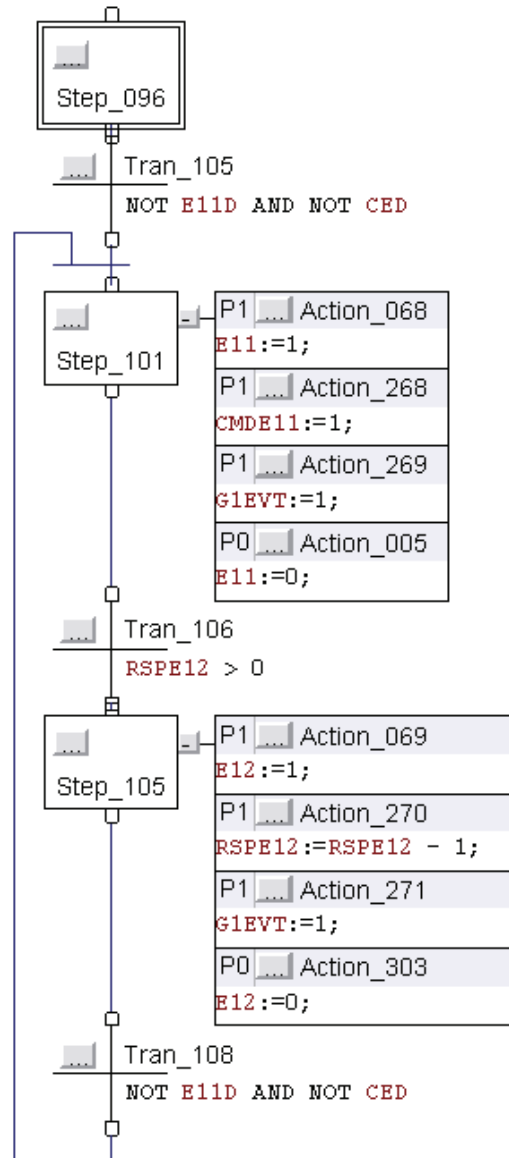 ...
Step_096
... Tran_105
NOT E11D AND NOT CED
...
Step_101
- P1 ... Action_068
E11:=1;
P1 ... Action_268
CMDE11:=1;
P1 ... Action_269
G1EVT:=1;
P0 ... Action_005
E11:=0;
... Tran_106
RSPE12 > 0
...
Step_105
- P1 ... Action_069
E12:=1;
P1 ... Action_270
RSPE12:=RSPE12 - 1;
P1 ... Action_271
G1EVT:=1;
P0 ... Action_303
E12:=0;
... Tran_108
NOT E11D AND NOT CED